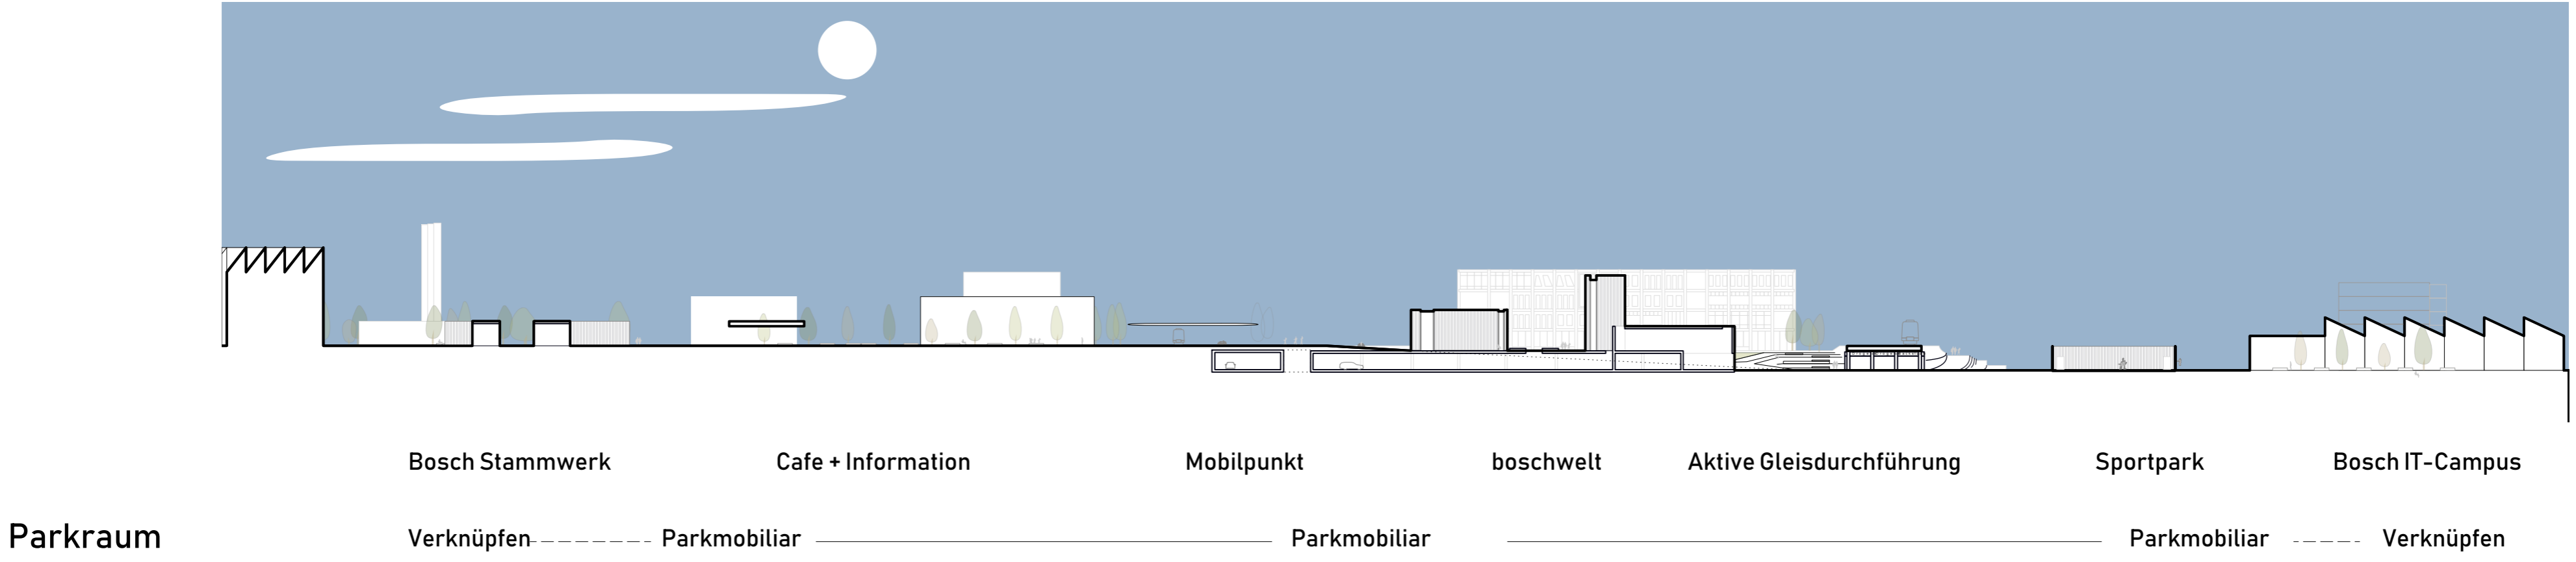 Bosch Stammwerk Cafe + Information Mobilpunkt boschwelt Aktive Gleisdurchführung Sportpark Bosch IT-Campus
Parkraum Verknüpfen Parkmobiliar Parkmobiliar Parkmobiliar Verknüpfen